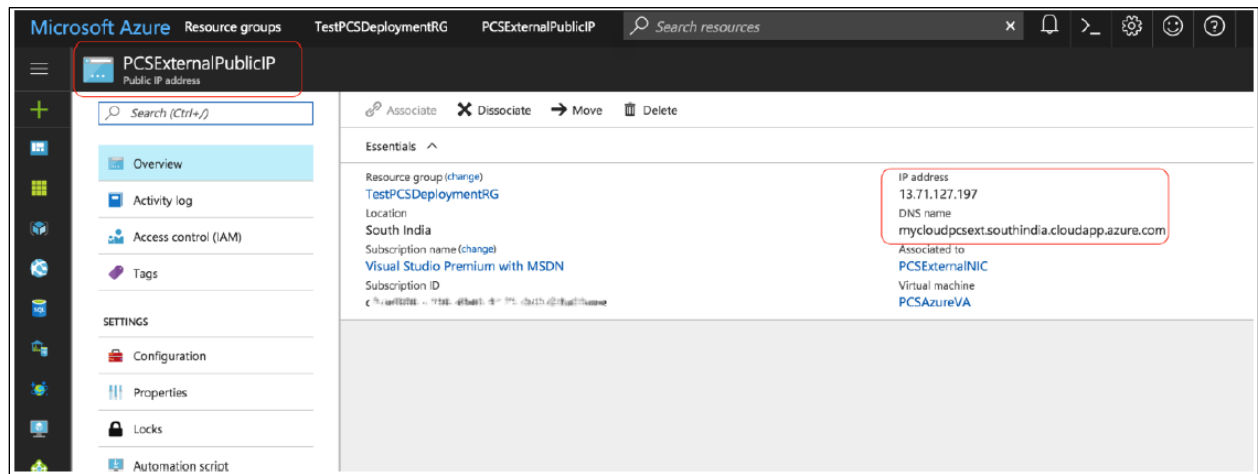 Microsoft Azure Resource groups TestPCSDeploymentRG PCSExternalPublicIP Search resources
PCSExternalPublicIP
Public IP address
Search (Ctrl+/)
Overview
Activity log
Access control (IAM)
Tags
SETTINGS
Configuration
Properties
Locks
Automation script
Associate Dissociate Move Delete
Essentials
Resource group (change)
TestPCSDeploymentRG
Location
South India
Subscription name (change)
Visual Studio Premium with MSDN
Subscription ID
IP address
13.71.127.197
DNS name
mycloudpcsext.southindia.cloudapp.azure.com
Associated to
PCSExternalNIC
Virtual machine
PCSAzureVA